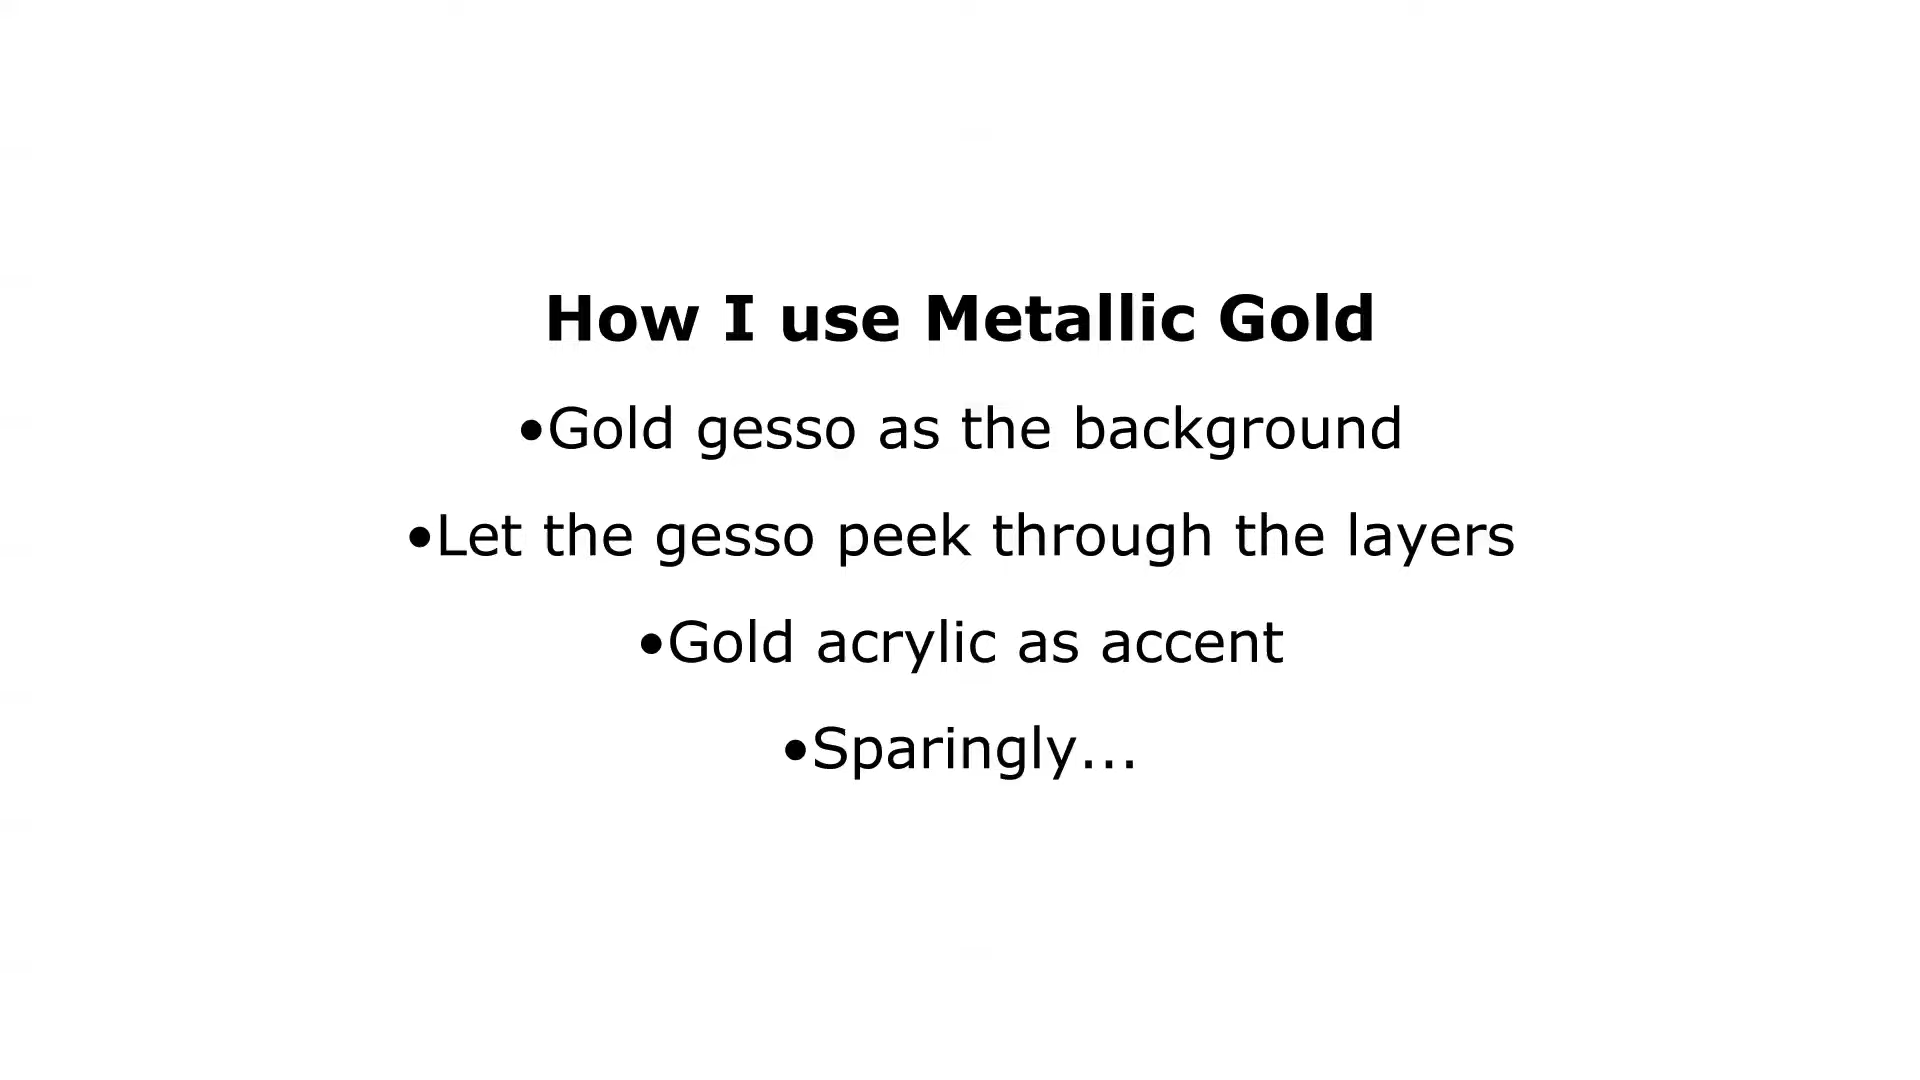 How I use Metallic Gold
•Gold gesso as the background
•Let the gesso peek through the layers
•Gold acrylic as accent
•Sparingly...